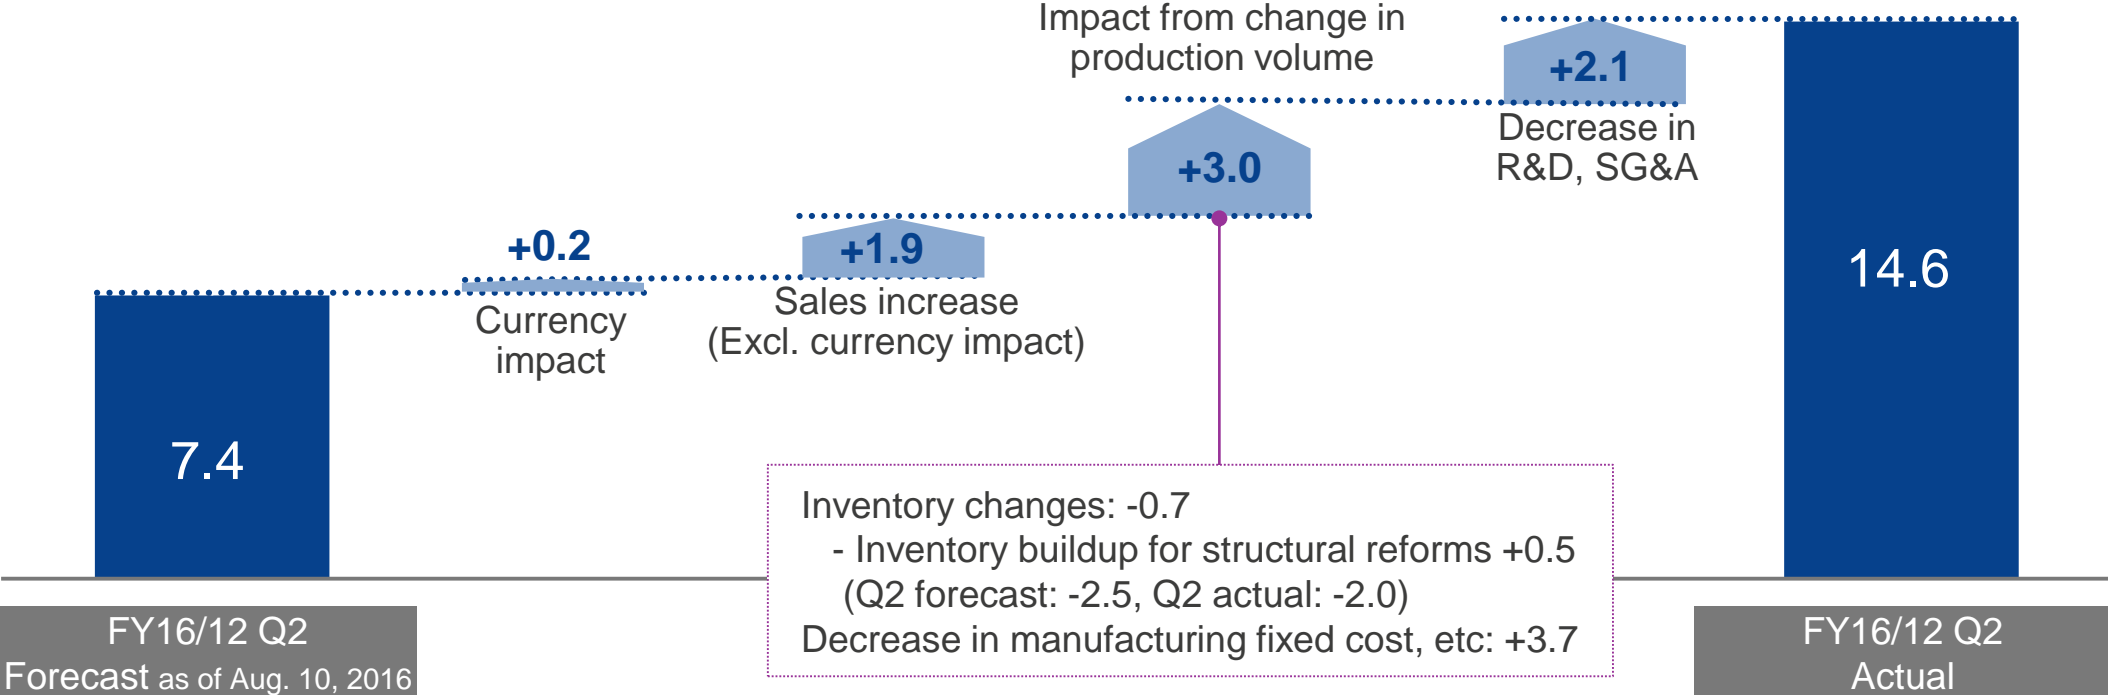 Impact from change in
production volume
+2.1
Decrease in
R&D, SG&A
+3.0
+0.2
+1.9
Currency
impact
Sales increase
(Excl. currency impact)
7.4
14.6
Inventory changes: -0.7
- Inventory buildup for structural reforms +0.5
(Q2 forecast: -2.5, Q2 actual: -2.0)
Decrease in manufacturing fixed cost, etc: +3.7
FY16/12 Q2
Forecast as of Aug. 10, 2016
FY16/12 Q2
Actual